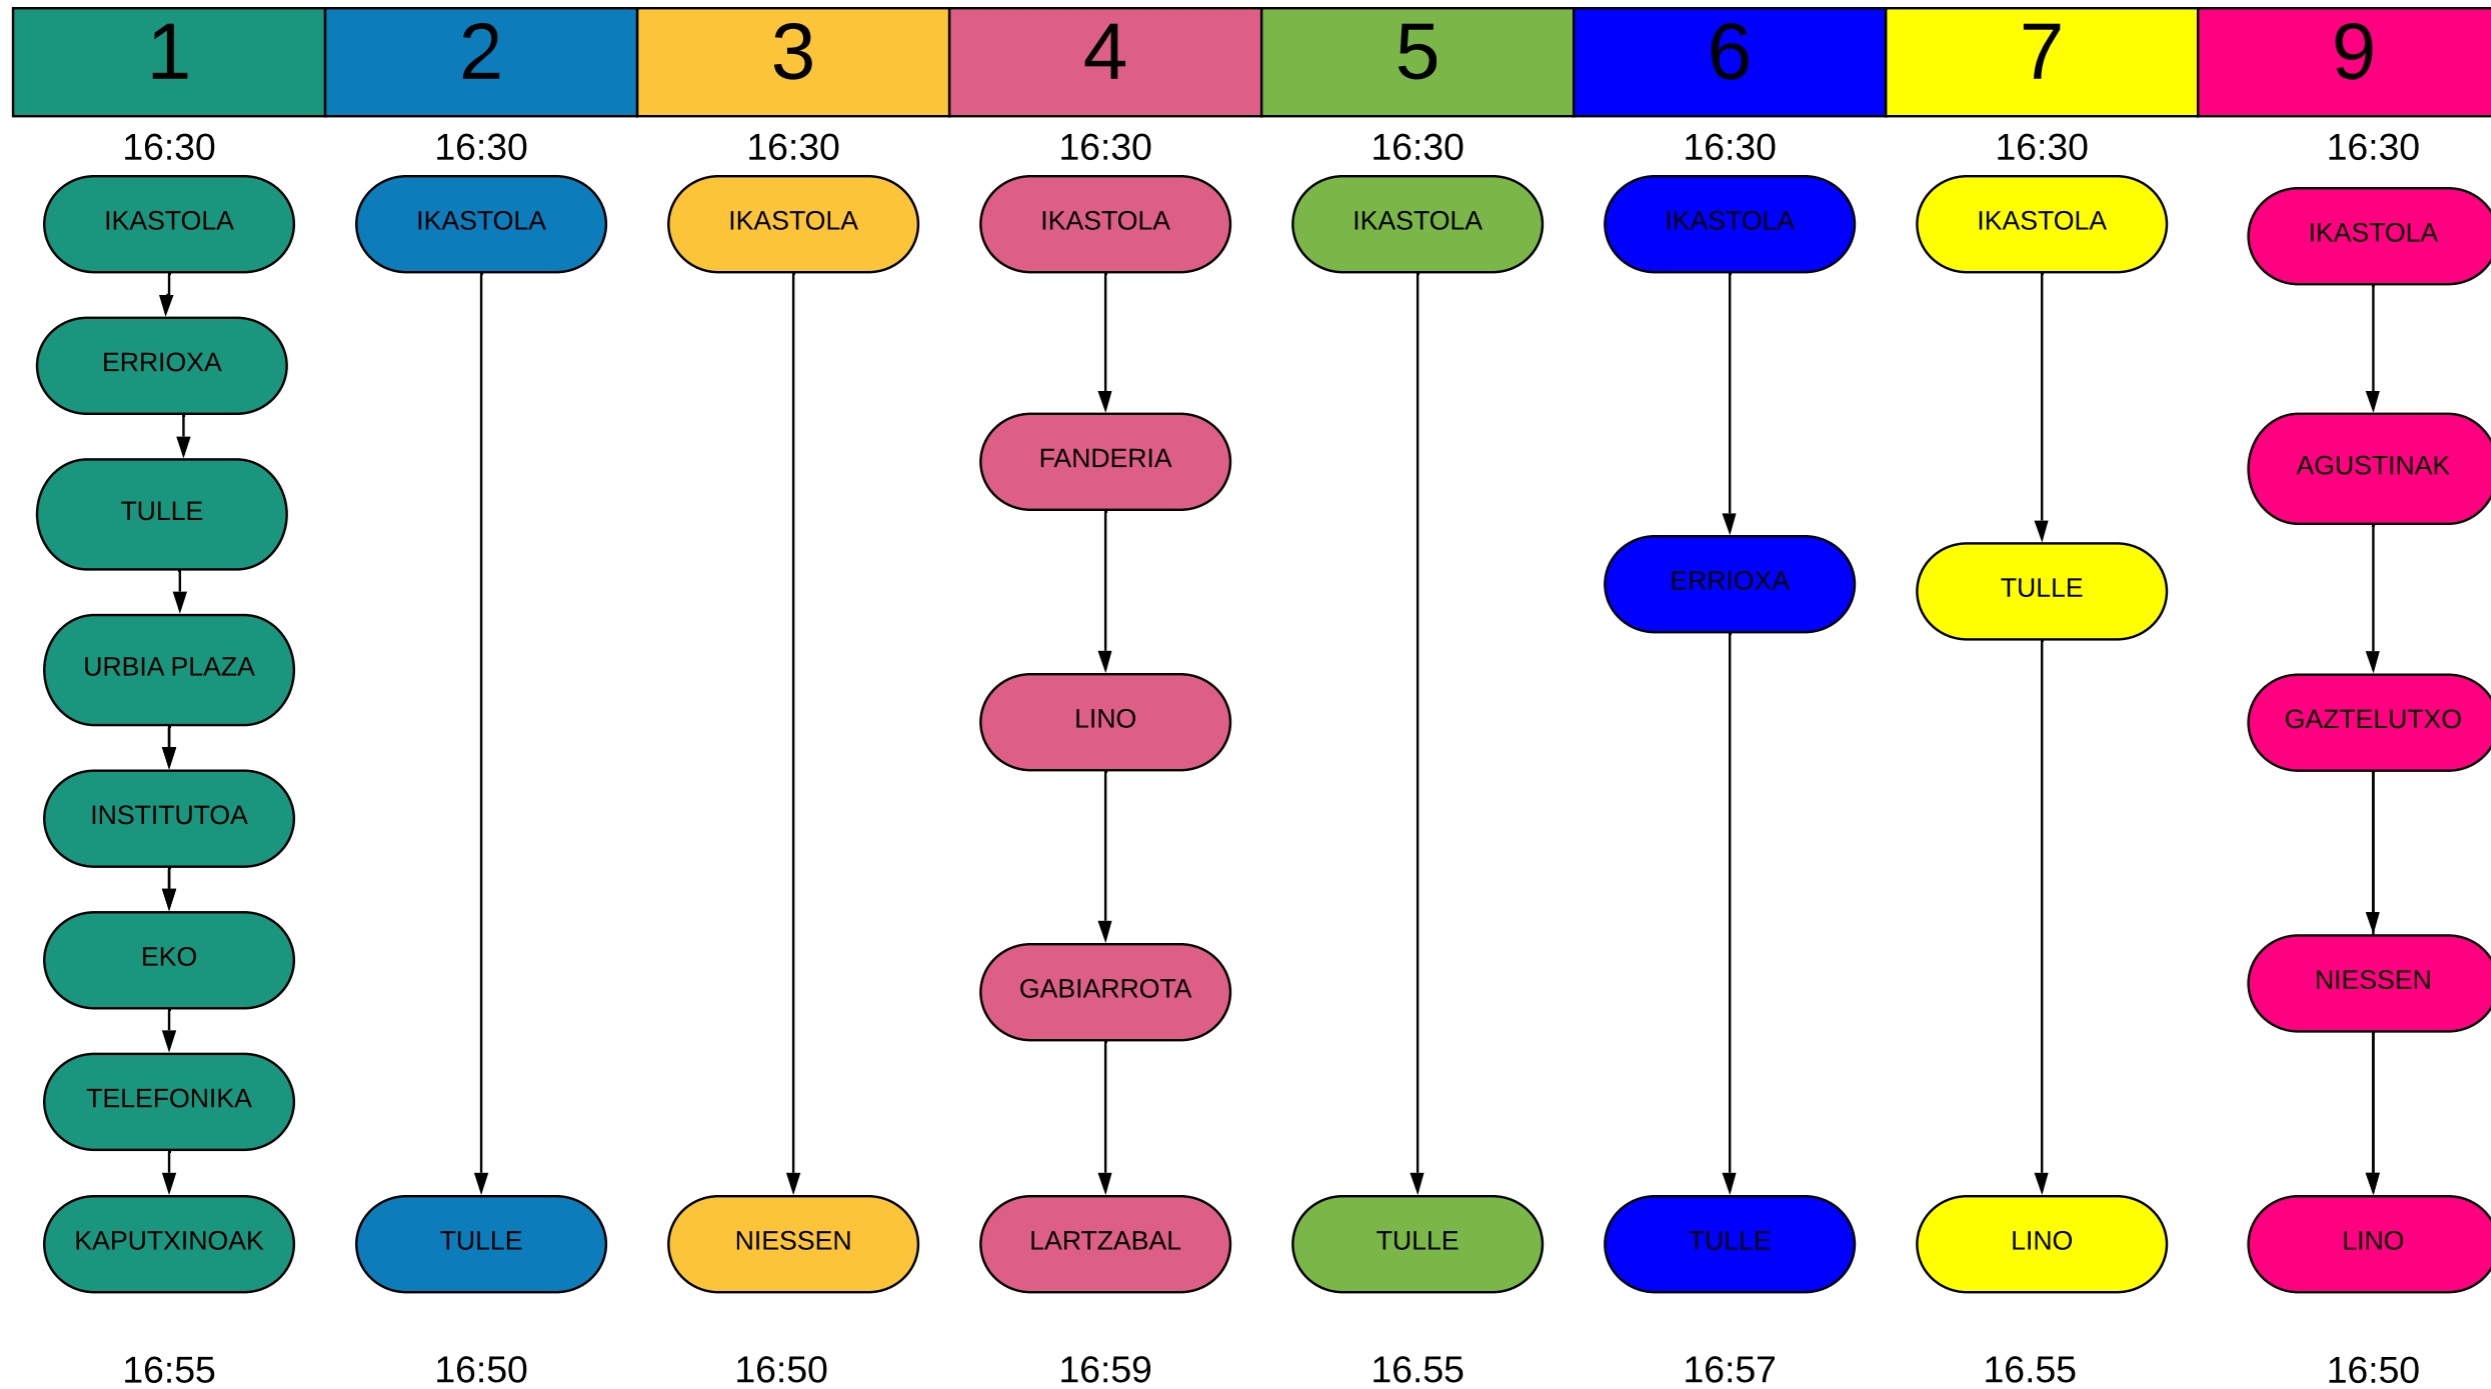 1 2 3 4 5 6 7 9
16:30 16:30 16:30 16:30 16:30 16:30 16:30 16:30
IKASTOLA IKASTOLA IKASTOLA IKASTOLA IKASTOLA IKASTOLA IKASTOLA IKASTOLA
ERRIOXA
FANDERIA AGUSTINAK
TULLE
ERRIOXA TULLE
URBIA PLAZA
LINO GAZTELUTXO
INSTITUTOA
EKO
GABIARROTA NIESSEN
TELEFONIKA
KAPUTXINOAK TULLE NIESSEN LARTZABAL TULLE TULLE LINO LINO
16:55 16:50 16:50 16:59 16.55 16:57 16.55 16:50